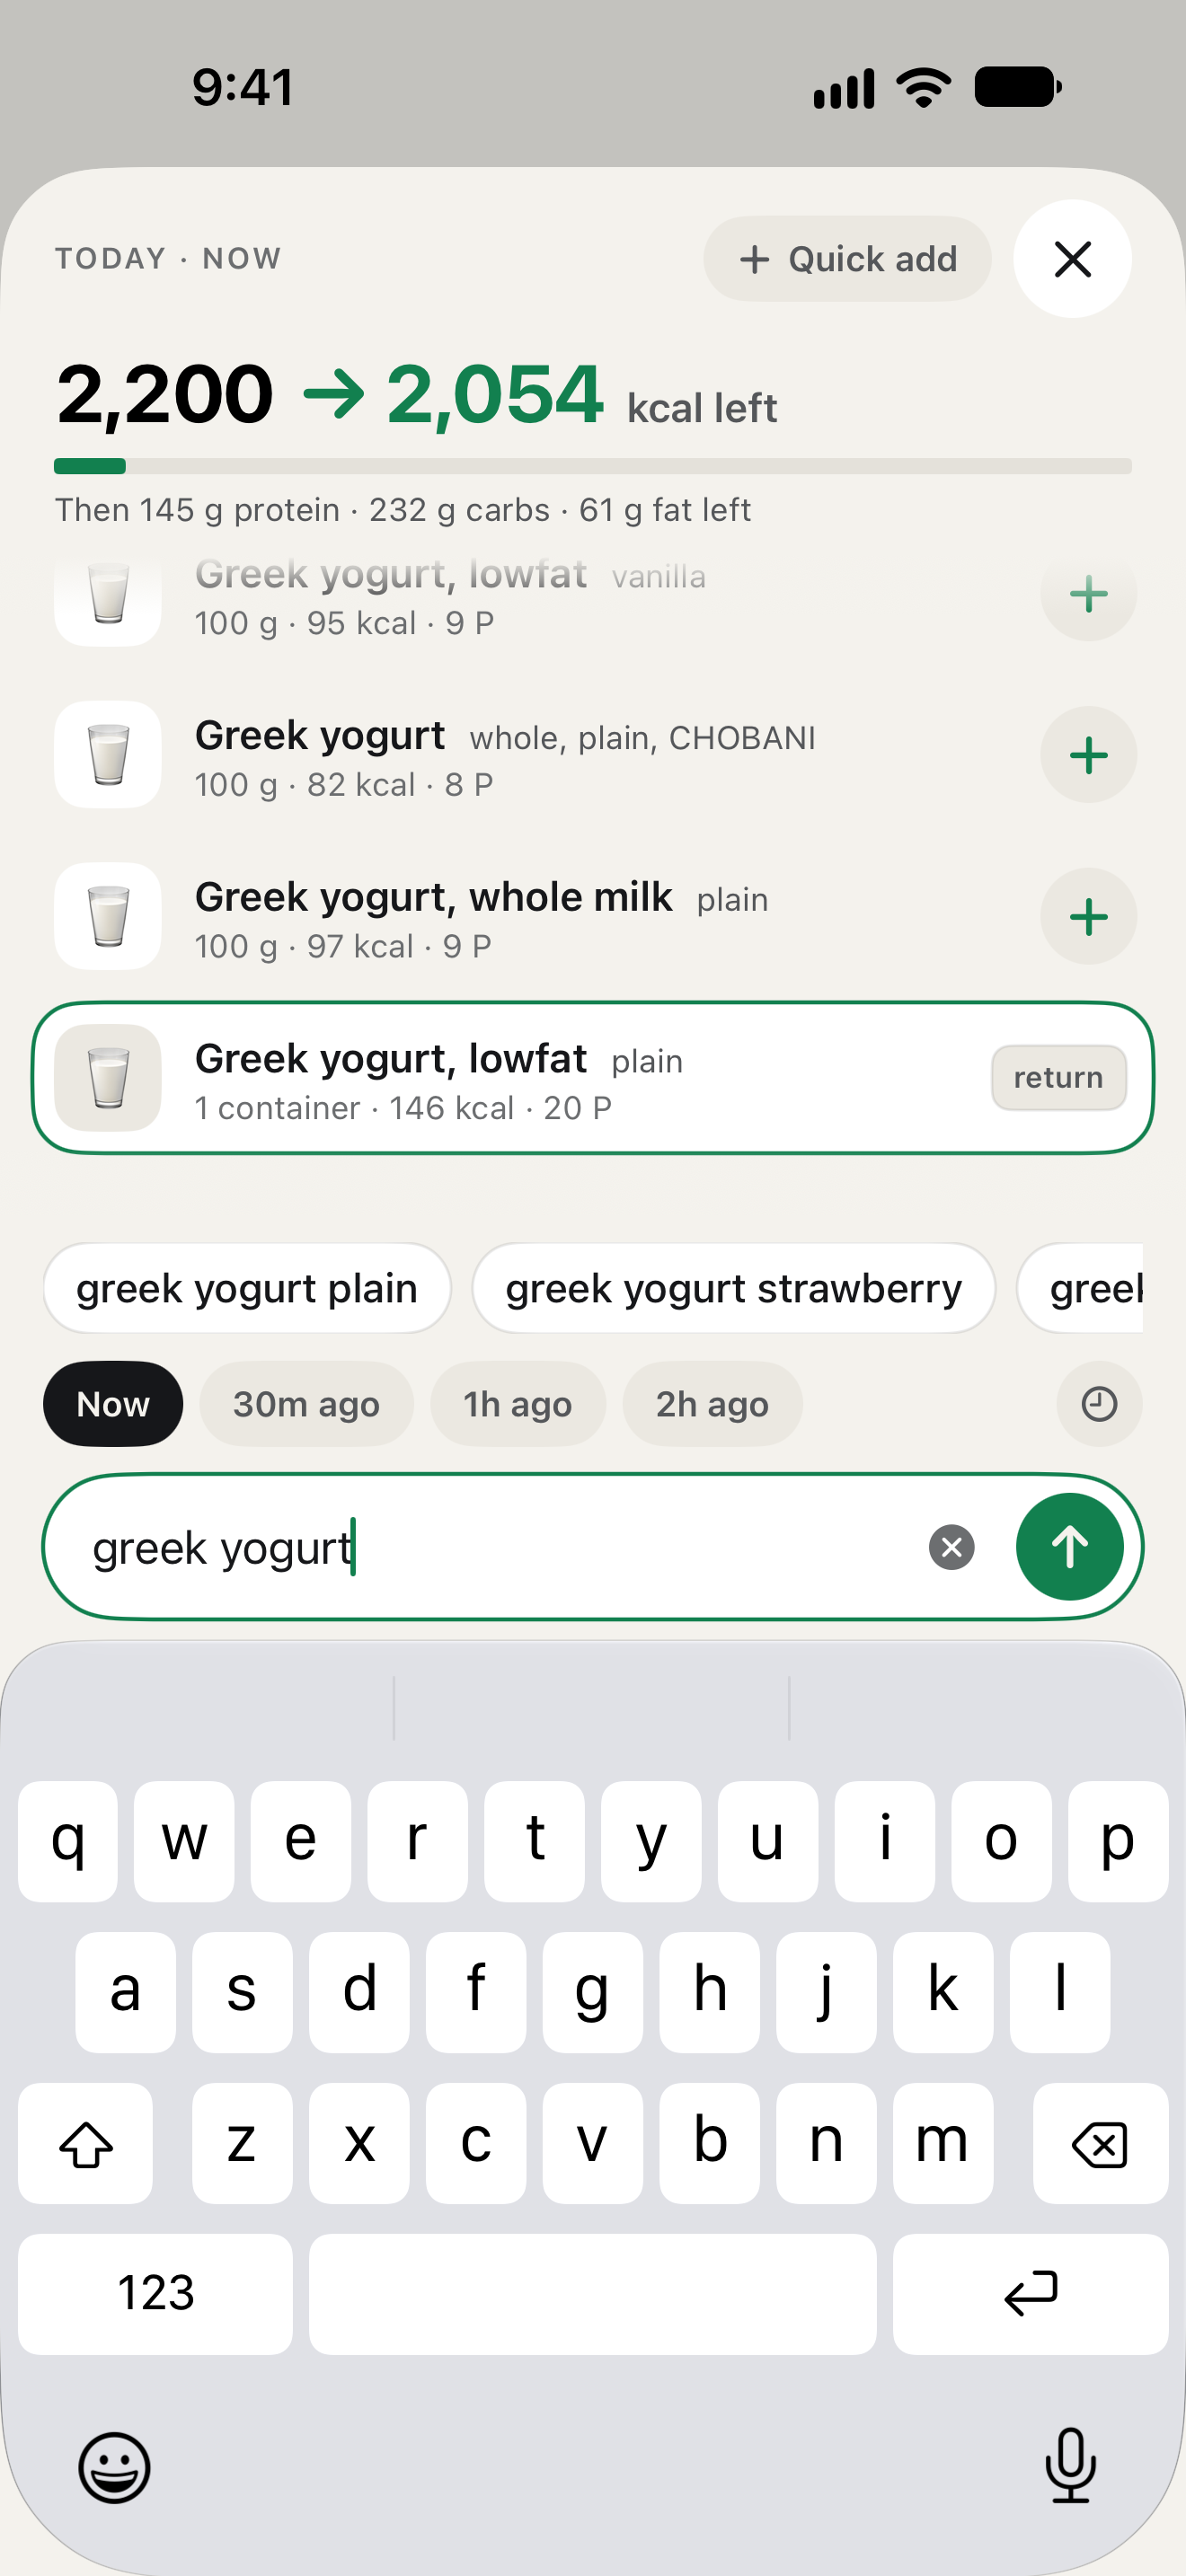 9:41
TODAY · NOW
+ Quick add
2,200 → 2,054 kcal left
Then 145 g protein · 232 g carbs · 61 g fat left
Greek yogurt, lowfat vanilla
100 g · 95 kcal · 9 P
Greek yogurt whole, plain, CHOBANI
100 g · 82 kcal · 8 P
Greek yogurt, whole milk plain
100 g · 97 kcal · 9 P
Greek yogurt, lowfat plain
1 container · 146 kcal · 20 P
return
greek yogurt plain
greek yogurt strawberry
Now
30m ago
1h ago
2h ago
greek yogurt
q w e r t y u i o p
a s d f g h j k l
z x c v b n m
123